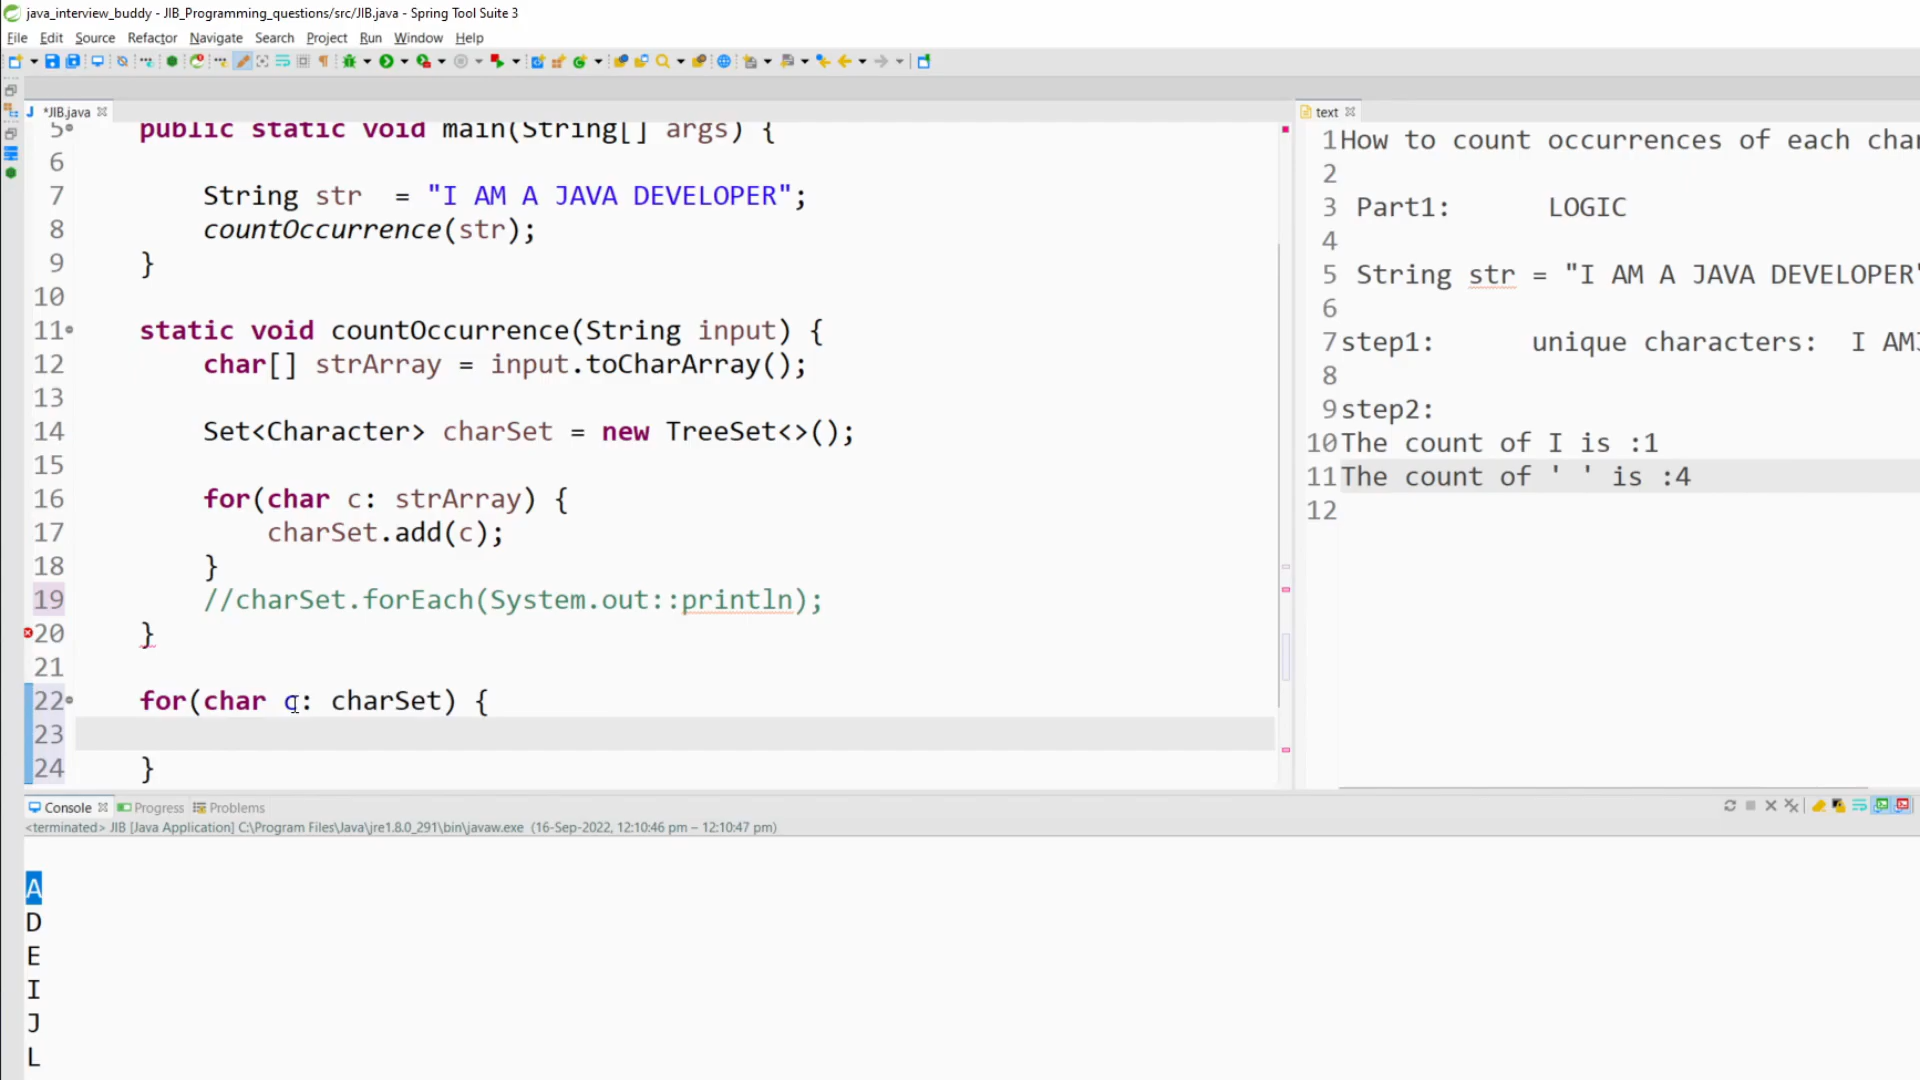 java_interview_buddy - JIB_Programming_questions/src/JIB.java - Spring Tool Suite 3
File Edit Source Refactor Navigate Search Project Run Window Help
*JIB.java
5 public static void main(String[] args) {
6
7 String str  = "I AM A JAVA DEVELOPER";
8 countOccurrence(str);
9 }
10
11 static void countOccurrence(String input) {
12 char[] strArray = input.toCharArray();
13
14 Set<Character> charSet = new TreeSet<>();
15
16 for(char c: strArray) {
17 charSet.add(c);
18 }
19 //charSet.forEach(System.out::println);
20 }
21
22 for(char c: charSet) {
23
24 }
text
1 How to count occurrences of each char
2
3 Part1: LOGIC
4
5 String str = "I AM A JAVA DEVELOPER"
6
7 step1: unique characters: I AMJ
8
9 step2:
10 The count of I is :1
11 The count of ' ' is :4
12
Console Progress Problems
<terminated> JIB [Java Application] C:\Program Files\Java\jre1.8.0_291\bin\javaw.exe (16-Sep-2022, 12:10:46 pm – 12:10:47 pm)
A
D
E
I
J
L